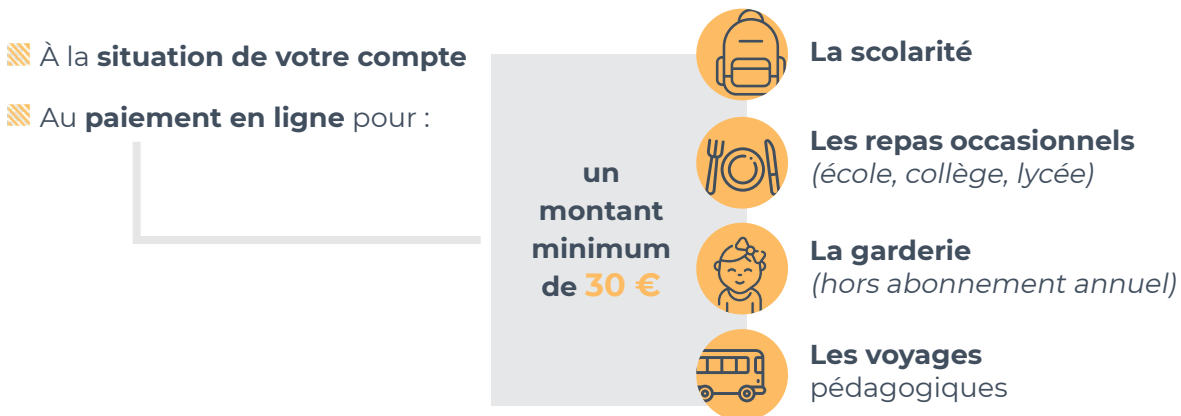 À la situation de votre compte
Au paiement en ligne pour :
un
montant
minimum
de 30 €
La scolarité
Les repas occasionnels
(école, collège, lycée)
La garderie
(hors abonnement annuel)
Les voyages
pédagogiques